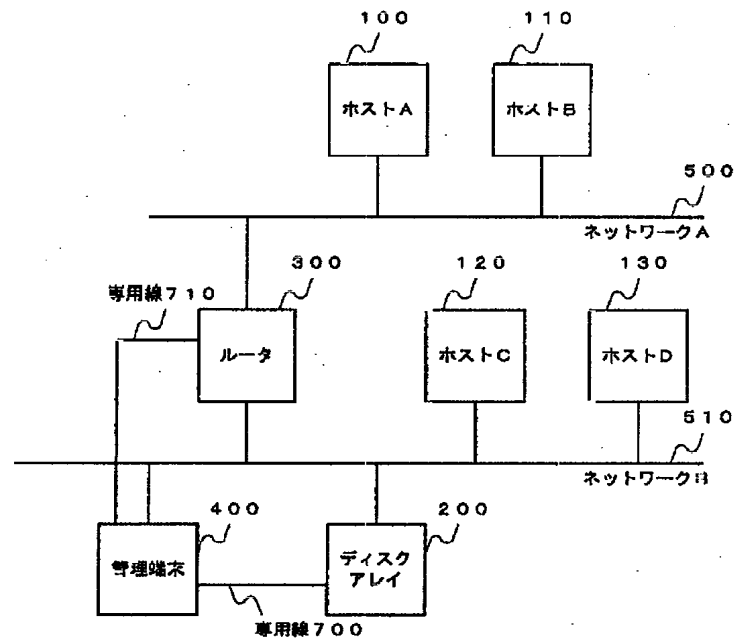 100
110
ホストA
ホストB
500
ネットワークA
300
120
130
専用線710
ルータ
ホストC
ホストD
510
ネットワークB
400
200
管理端末
ディスク
アレイ
専用線700